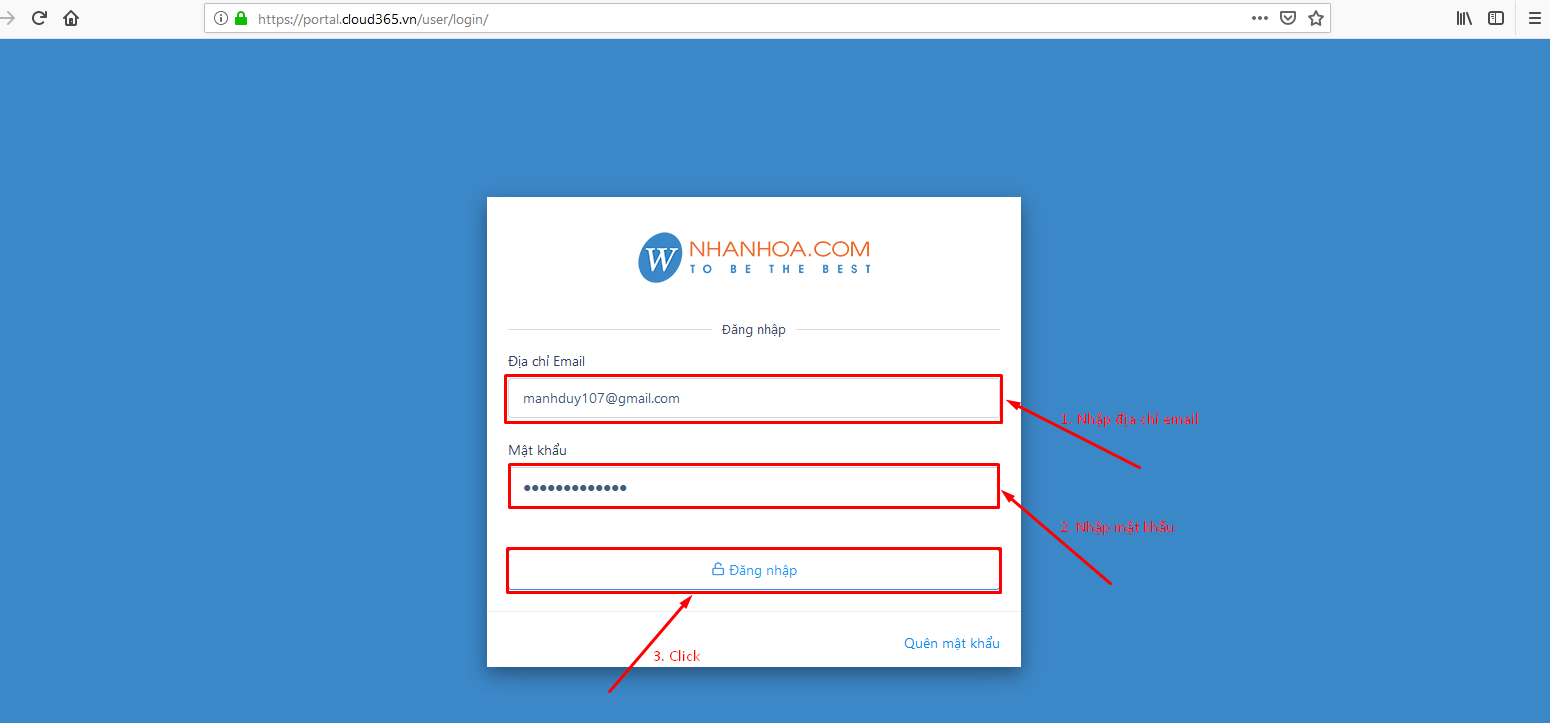 https://portal.cloud365.vn/user/login/
W NHANHOA.COM
TO BE THE BEST
Đăng nhập
Địa chỉ Email
manhduy107@gmail.com
1. Nhập địa chỉ email
Mật khẩu
•••••••••••••
2. Nhập mật khẩu
Đăng nhập
Quên mật khẩu
3. Click